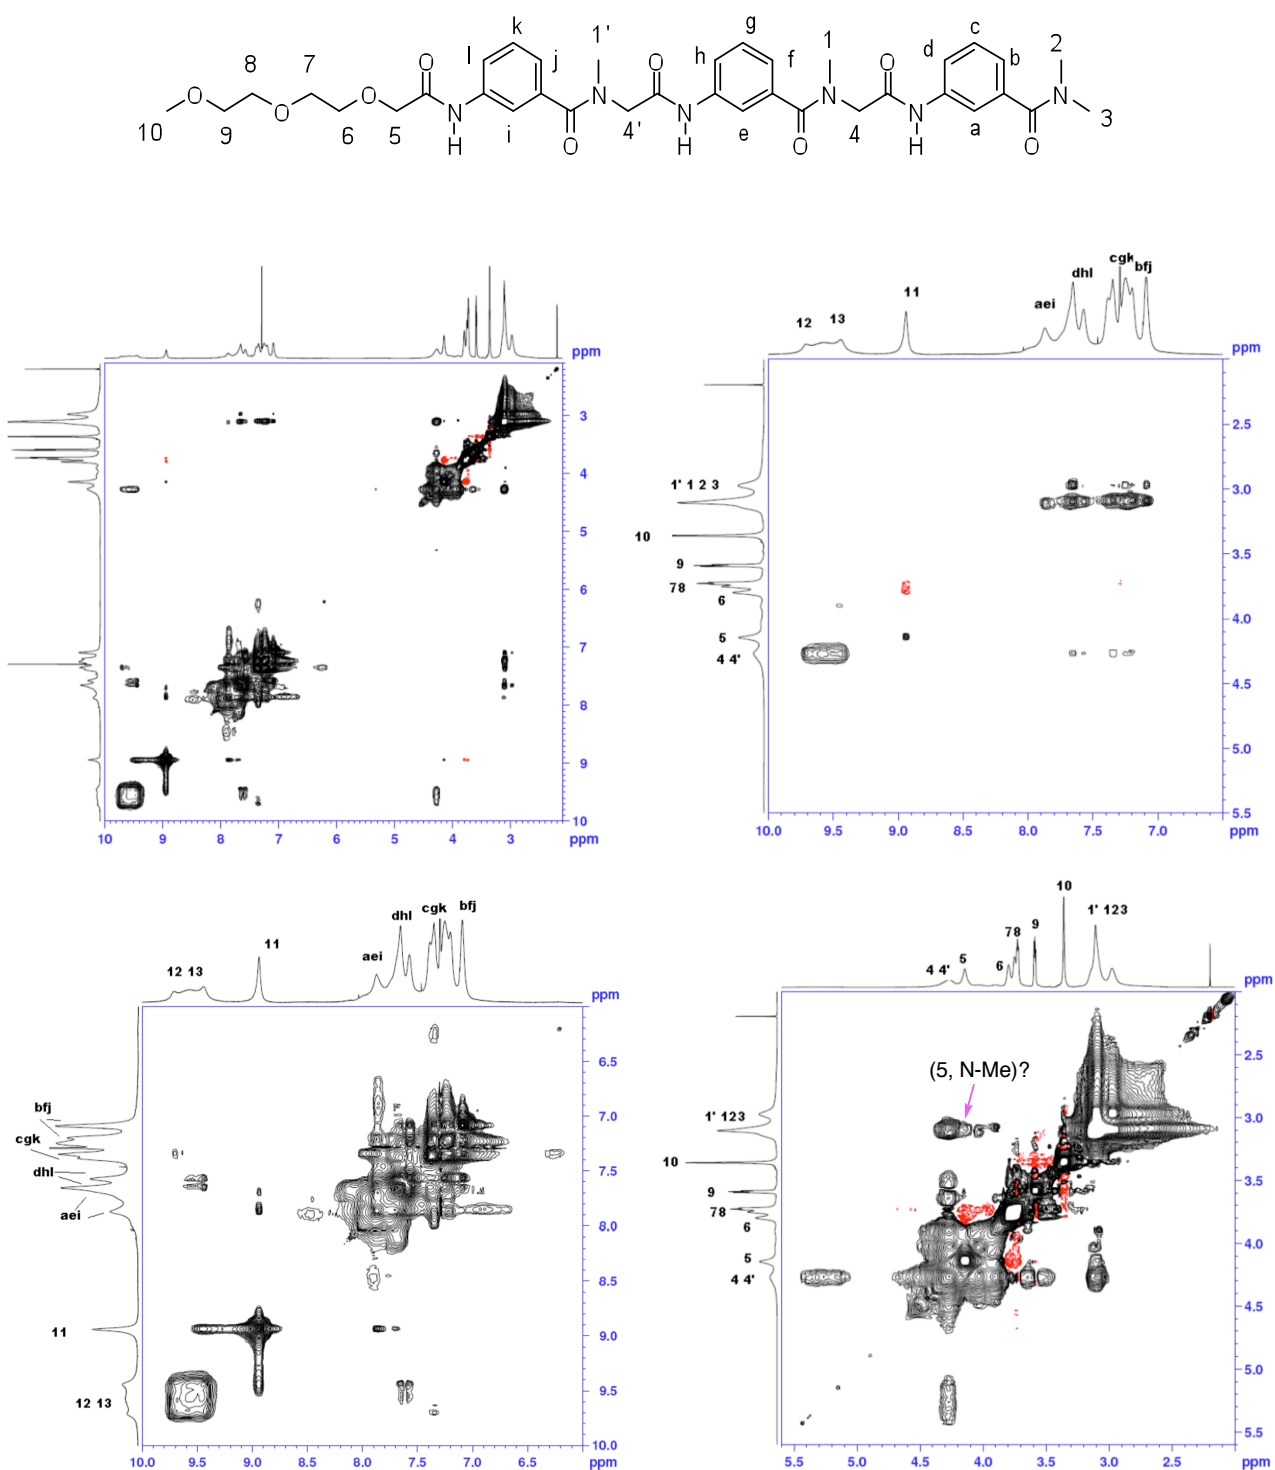 k g c
l 1' h 1 d 2
8 7 O j O f O b
O O N N N N
O O N N N N
10 9 6 5 H i O 4' H e O 4 H a O 3
ppm
3
4
5
6
7
8
9
10
10 9 8 7 6 5 4 3 ppm
12 13 11 aei dhl cgk bfj
ppm
2.5
1' 1 2 3 3.0
10 3.5
9
78
6 4.0
5
4 4' 4.5
5.0
5.5
10.0 9.5 9.0 8.5 8.0 7.5 7.0 ppm
12 13 11 aei dhl cgk bfj
ppm
6.5
bfj 7.0
cgk
dhl 7.5
aei 8.0
8.5
11 9.0
12 13 9.5
10.0
10.0 9.5 9.0 8.5 8.0 7.5 7.0 6.5 ppm
4 4' 5 6 78 9 10 1' 123
ppm
2.5
(5, N-Me)?
1' 123 3.0
10 3.5
9
78
6 4.0
5
4 4' 4.5
5.0
5.5
5.5 5.0 4.5 4.0 3.5 3.0 2.5 ppm